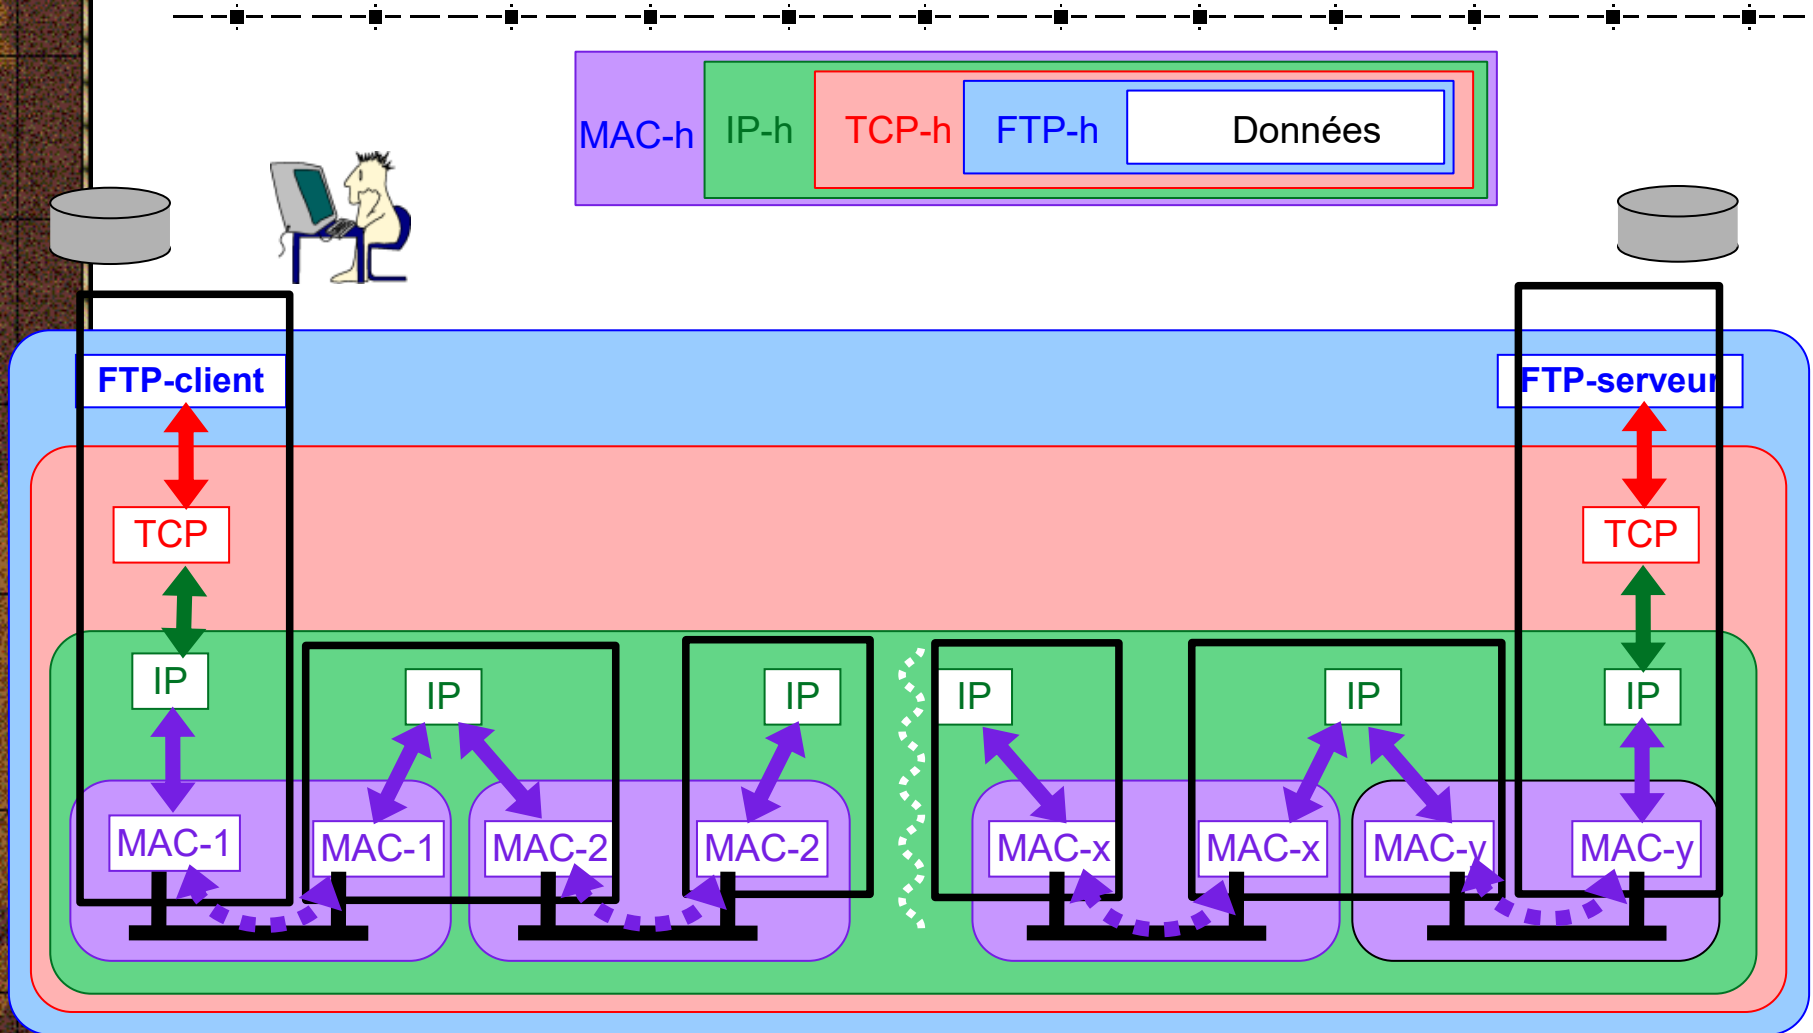 MAC-h IP-h TCP-h FTP-h Données
FTP-client FTP-serveur
TCP TCP
IP IP IP IP IP IP
MAC-1 MAC-1 MAC-2 MAC-2 MAC-x MAC-x MAC-y MAC-y